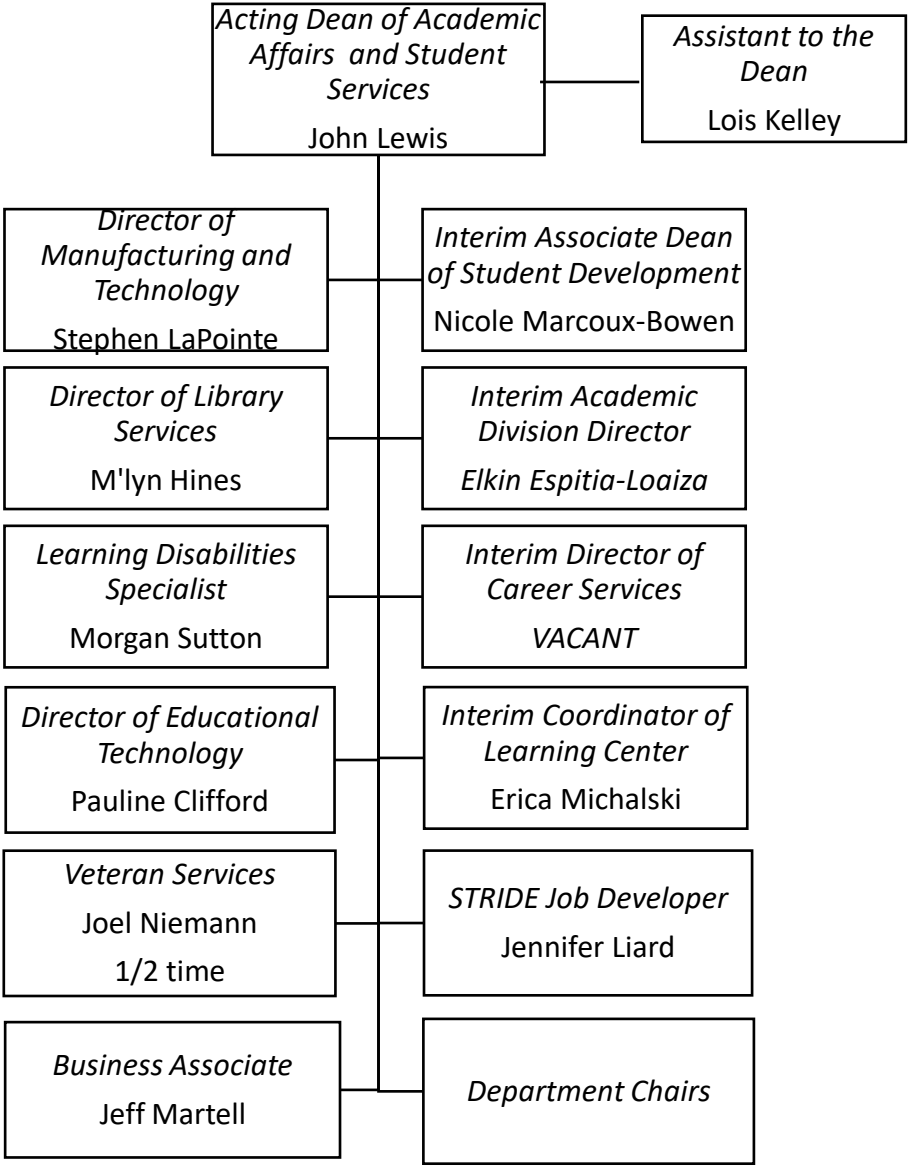 Acting Dean of Academic
Affairs and Student
Services
John Lewis
Assistant to the
Dean
Lois Kelley
Director of
Manufacturing and
Technology
Stephen LaPointe
Interim Associate Dean
of Student Development
Nicole Marcoux-Bowen
Director of Library
Services
M'lyn Hines
Interim Academic
Division Director
Elkin Espitia-Loaiza
Learning Disabilities
Specialist
Morgan Sutton
Interim Director of
Career Services
VACANT
Director of Educational
Technology
Pauline Clifford
Interim Coordinator of
Learning Center
Erica Michalski
Veteran Services
Joel Niemann
1/2 time
STRIDE Job Developer
Jennifer Liard
Business Associate
Jeff Martell
Department Chairs